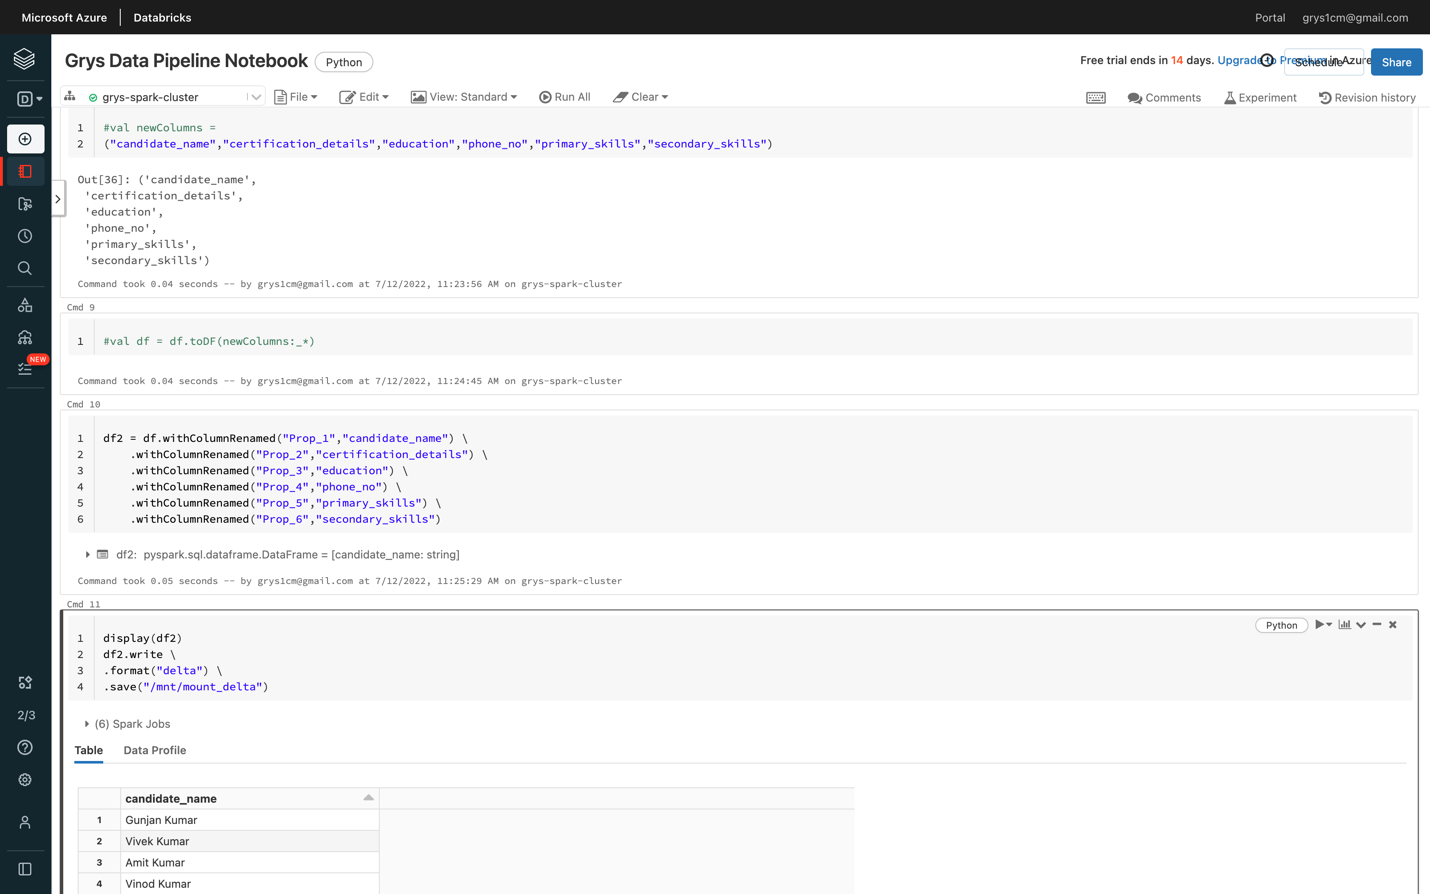 Microsoft Azure
Databricks
Portal
grys1cm@gmail.com
Grys Data Pipeline Notebook
Python
Free trial ends in 14 days. Upgrade to Premium in Azure
Schedule
Share
D
grys-spark-cluster
File
Edit
View: Standard
Run All
Clear
Comments
Experiment
Revision history
1 #val newColumns =
2 ("candidate_name","certification_details","education","phone_no","primary_skills","secondary_skills")
Out[36]: ('candidate_name',
'certification_details',
'education',
'phone_no',
'primary_skills',
'secondary_skills')
Command took 0.04 seconds -- by grys1cm@gmail.com at 7/12/2022, 11:23:56 AM on grys-spark-cluster
Cmd 9
1 #val df = df.toDF(newColumns:_*)
NEW
Command took 0.04 seconds -- by grys1cm@gmail.com at 7/12/2022, 11:24:45 AM on grys-spark-cluster
Cmd 10
1 df2 = df.withColumnRenamed("Prop_1","candidate_name") \
2 .withColumnRenamed("Prop_2","certification_details") \
3 .withColumnRenamed("Prop_3","education") \
4 .withColumnRenamed("Prop_4","phone_no") \
5 .withColumnRenamed("Prop_5","primary_skills") \
6 .withColumnRenamed("Prop_6","secondary_skills")
df2: pyspark.sql.dataframe.DataFrame = [candidate_name: string]
Command took 0.05 seconds -- by grys1cm@gmail.com at 7/12/2022, 11:25:29 AM on grys-spark-cluster
Cmd 11
Python
1 display(df2)
2 df2.write \
3 .format("delta") \
4 .save("/mnt/mount_delta")
2/3
(6) Spark Jobs
Table
Data Profile
candidate_name
1 Gunjan Kumar
2 Vivek Kumar
3 Amit Kumar
4 Vinod Kumar